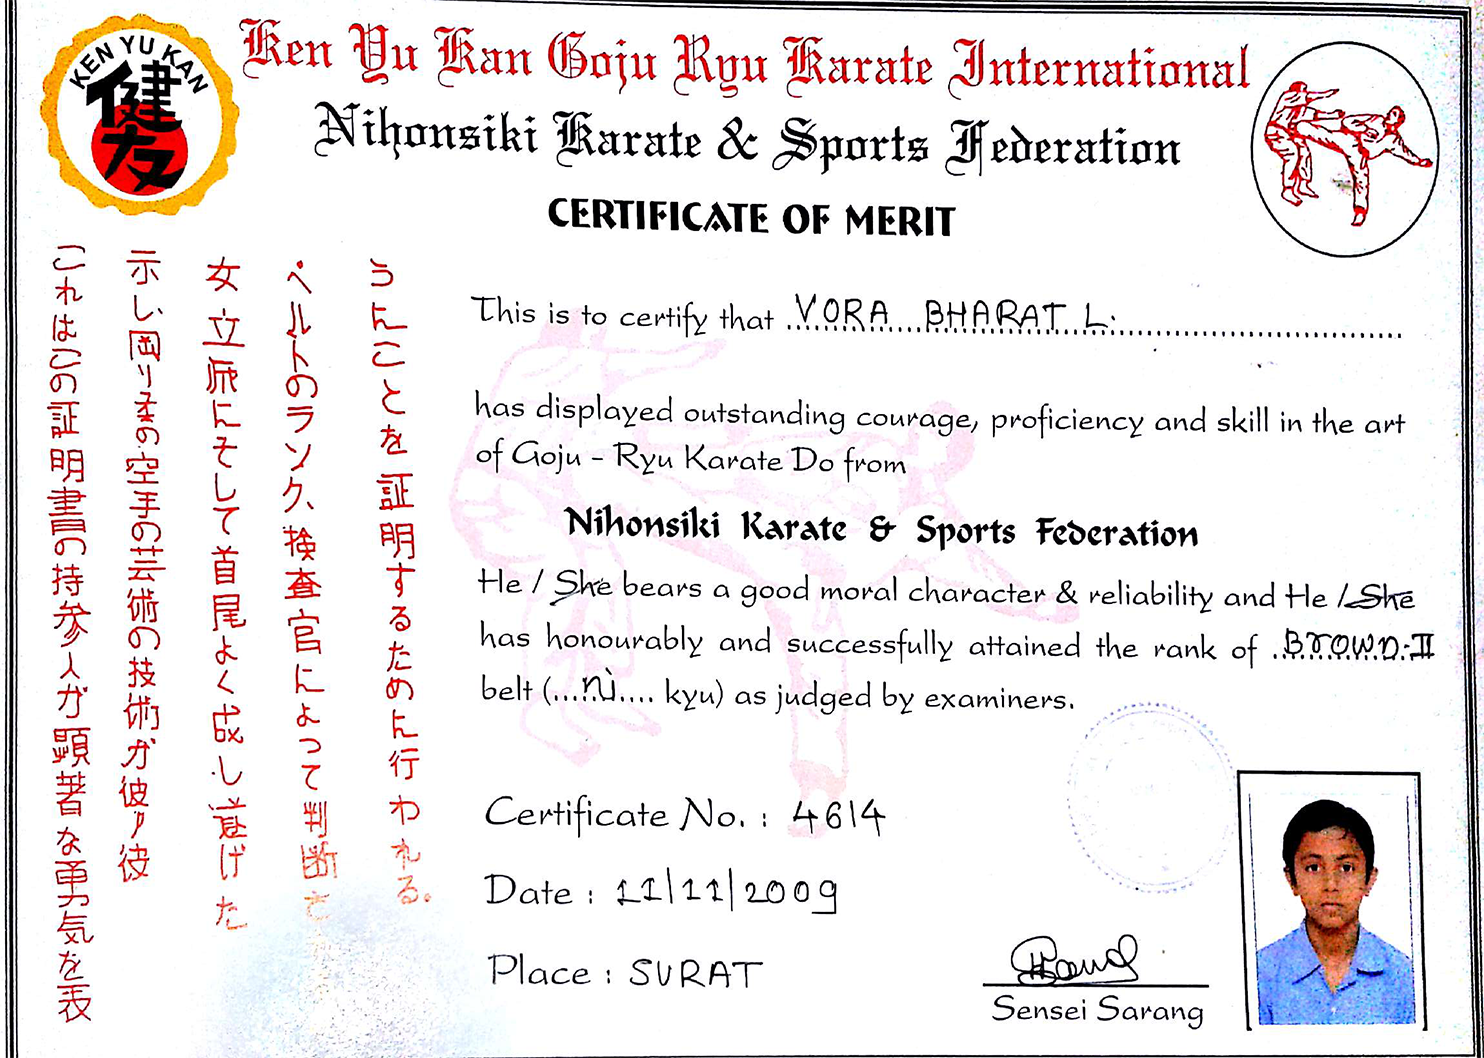 KEN YU KAN
健友
Ken Yu Kan Goju Ryu Karate International
Nihonsiki Karate & Sports Federation
CERTIFICATE OF MERIT
This is to certify that VORA BHARAT L.
has displayed outstanding courage, proficiency and skill in the art
of Goju - Ryu Karate Do from
Nihonsiki Karate & Sports Federation
He / She bears a good moral character & reliability and He / She
has honourably and successfully attained the rank of BROWN-II
belt (...ni.... kyu) as judged by examiners.
Certificate No. : 4614
Date : 11/11/2009
Place : SURAT
Sensei Sarang
これはこの証明書の持参人が顕著な勇気を表
示し岡りその空手の芸術の技術が彼ノ彼
女立派にそして首尾よく成し遂げた
ベルトのランク、検査官によって判断さ
うんことを証明するために行われる。